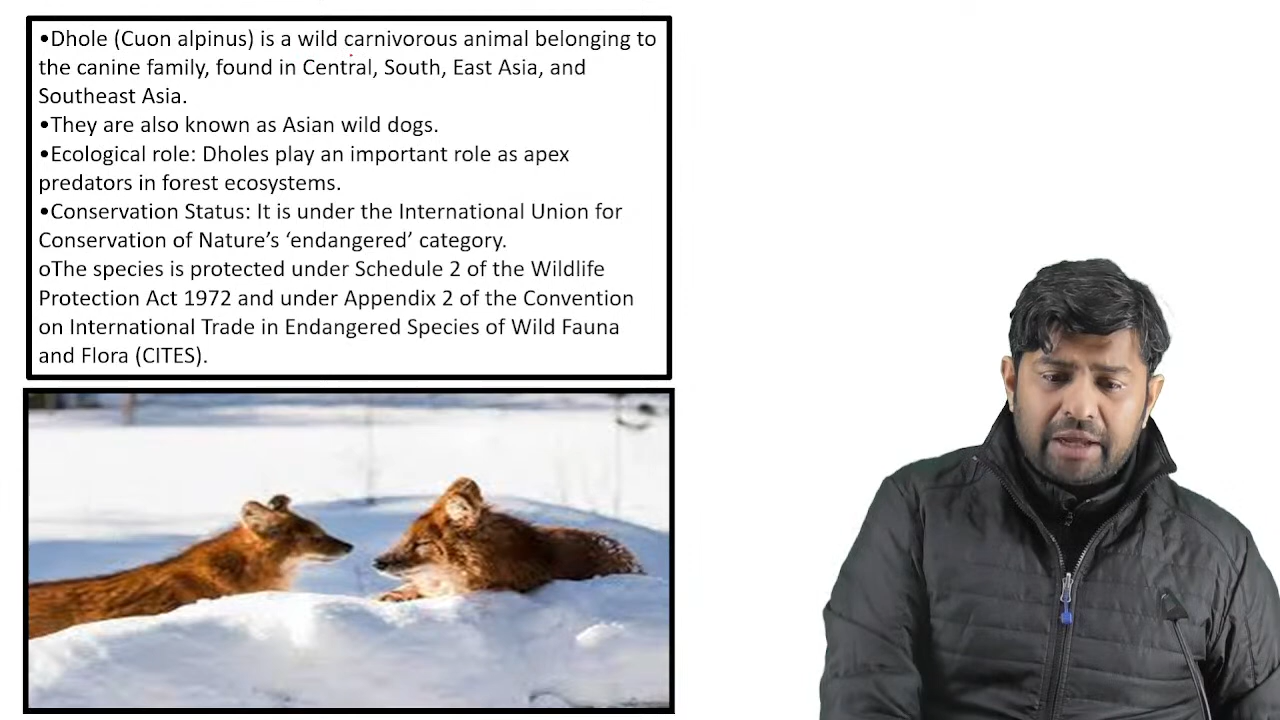 •Dhole (Cuon alpinus) is a wild carnivorous animal belonging to
the canine family, found in Central, South, East Asia, and
Southeast Asia.
•They are also known as Asian wild dogs.
•Ecological role: Dholes play an important role as apex
predators in forest ecosystems.
•Conservation Status: It is under the International Union for
Conservation of Nature’s ‘endangered’ category.
oThe species is protected under Schedule 2 of the Wildlife
Protection Act 1972 and under Appendix 2 of the Convention
on International Trade in Endangered Species of Wild Fauna
and Flora (CITES).